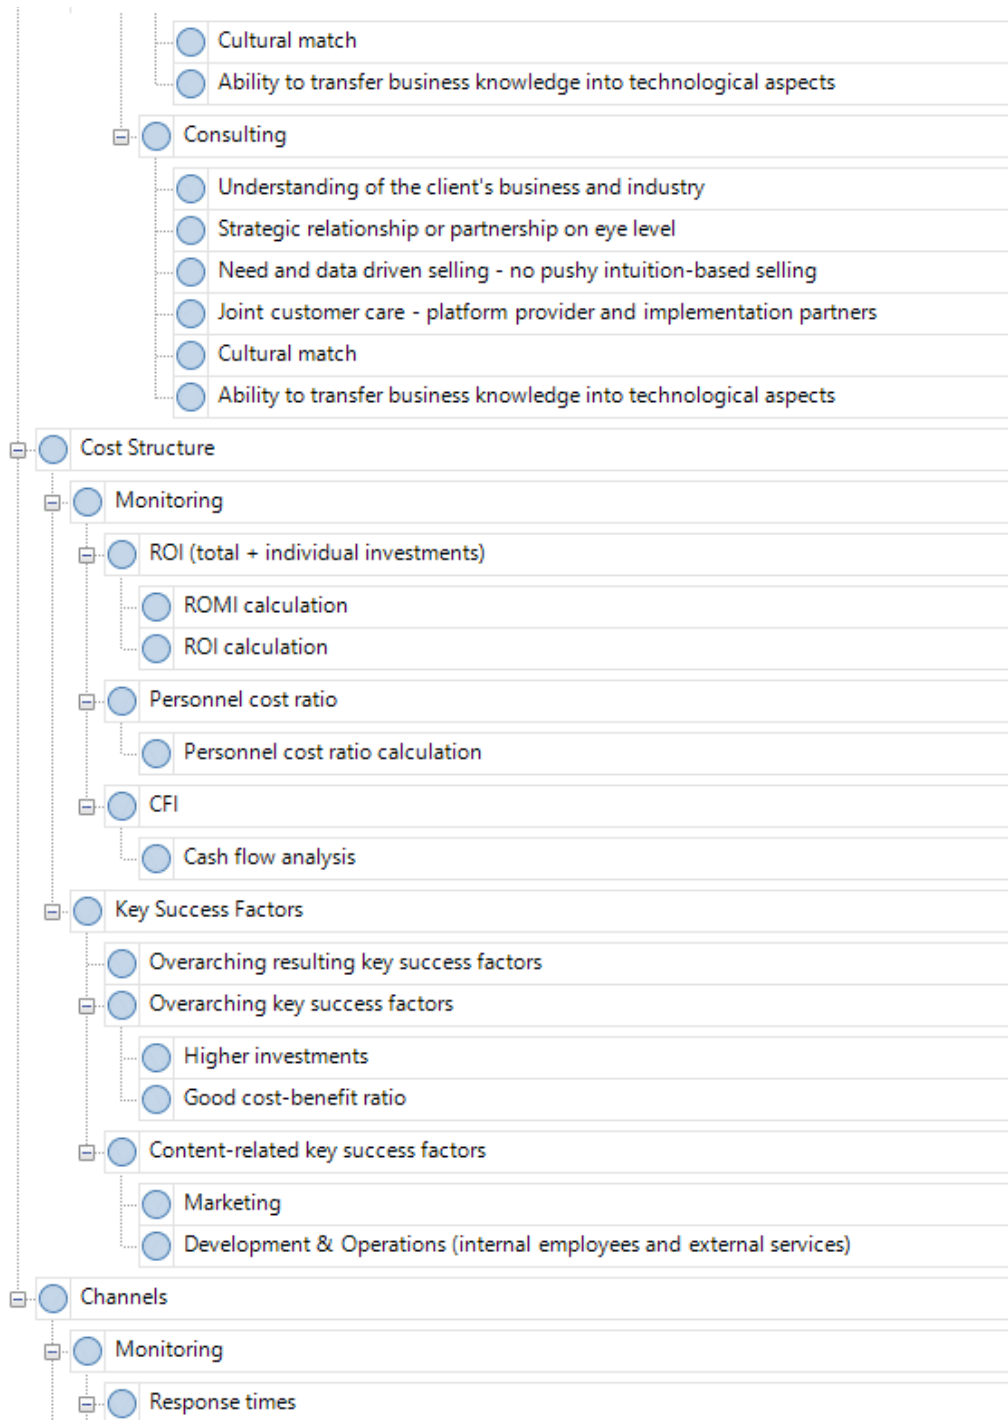 Cultural match
Ability to transfer business knowledge into technological aspects
Consulting
Understanding of the client's business and industry
Strategic relationship or partnership on eye level
Need and data driven selling - no pushy intuition-based selling
Joint customer care - platform provider and implementation partners
Cultural match
Ability to transfer business knowledge into technological aspects
Cost Structure
Monitoring
ROI (total + individual investments)
ROMI calculation
ROI calculation
Personnel cost ratio
Personnel cost ratio calculation
CFI
Cash flow analysis
Key Success Factors
Overarching resulting key success factors
Overarching key success factors
Higher investments
Good cost-benefit ratio
Content-related key success factors
Marketing
Development & Operations (internal employees and external services)
Channels
Monitoring
Response times